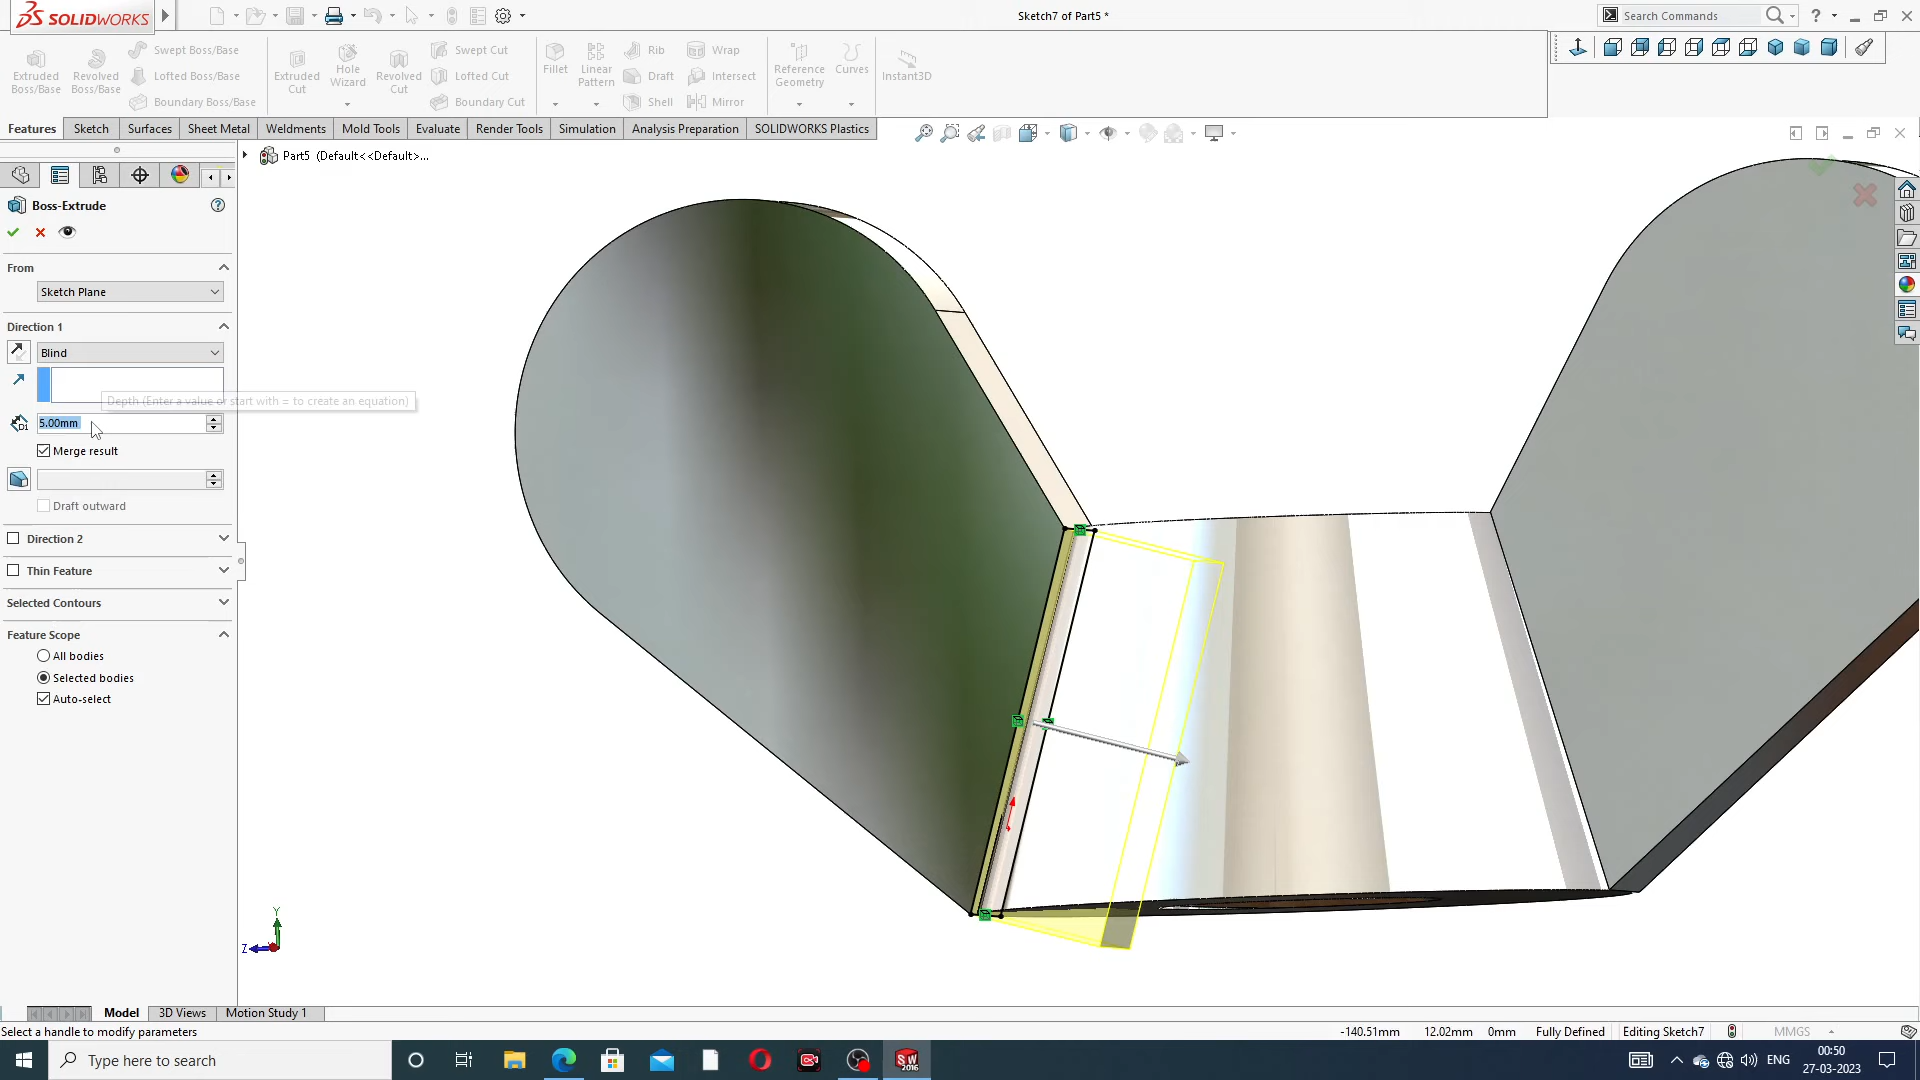 SOLIDWORKS
Sketch7 of Part5 *
Search Commands
?
Extruded Boss/Base
Revolved Boss/Base
Swept Boss/Base
Lofted Boss/Base
Boundary Boss/Base
Extruded Cut
Hole Wizard
Revolved Cut
Swept Cut
Lofted Cut
Boundary Cut
Fillet
Linear Pattern
Rib
Draft
Shell
Wrap
Intersect
Mirror
Reference Geometry
Curves
Instant3D
Features Sketch Surfaces Sheet Metal Weldments Mold Tools Evaluate Render Tools Simulation Analysis Preparation SOLIDWORKS Plastics
Part5 (Default<<Default>...
Boss-Extrude
?
From
Sketch Plane
Direction 1
Blind
Depth (Enter a value or start with = to create an equation)
D1
5.00mm
Merge result
Draft outward
Direction 2
Thin Feature
Selected Contours
Feature Scope
All bodies
Selected bodies
Auto-select
Y
Z
Model 3D Views Motion Study 1
Select a handle to modify parameters
-140.51mm 12.02mm 0mm Fully Defined Editing Sketch7 MMGS
Type here to search
SW
2016
ENG
00:50
27-03-2023